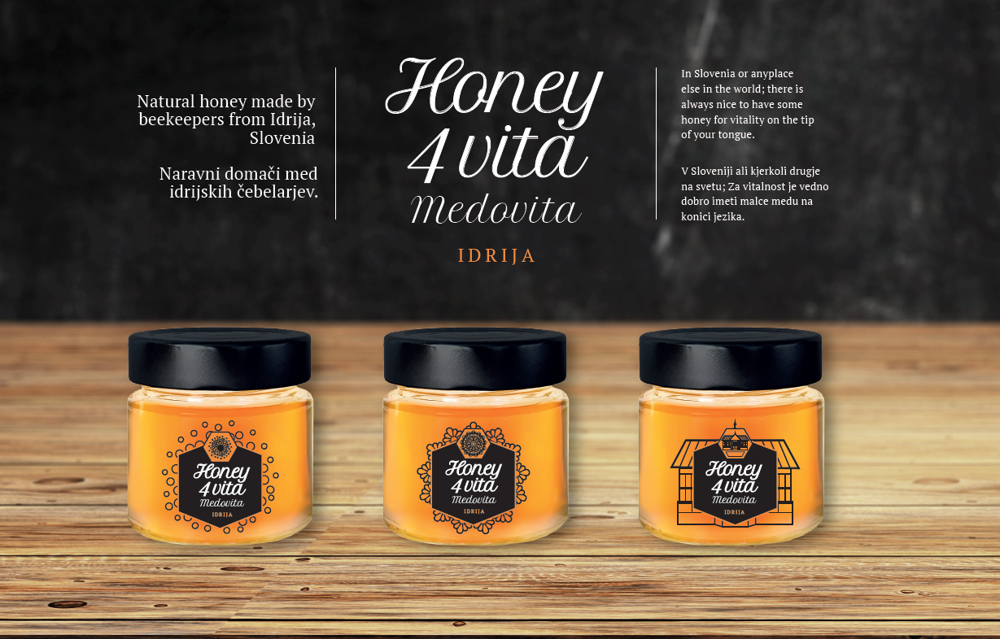 Natural honey made by
beekeepers from Idrija,
Slovenia
Naravni domači med
idrijskih čebelarjev.
Honey
4 vita
Medovita
IDRIJA
In Slovenia or anyplace
else in the world; there is
always nice to have some
honey for vitality on the tip
of your tongue.
V Sloveniji ali kjerkoli drugje
na svetu; Za vitalnost je vedno
dobro imeti malce medu na
konici jezika.
Honey
4 vita
Medovita
IDRIJA
Honey
4 vita
Medovita
IDRIJA
Honey
4 vita
Medovita
IDRIJA